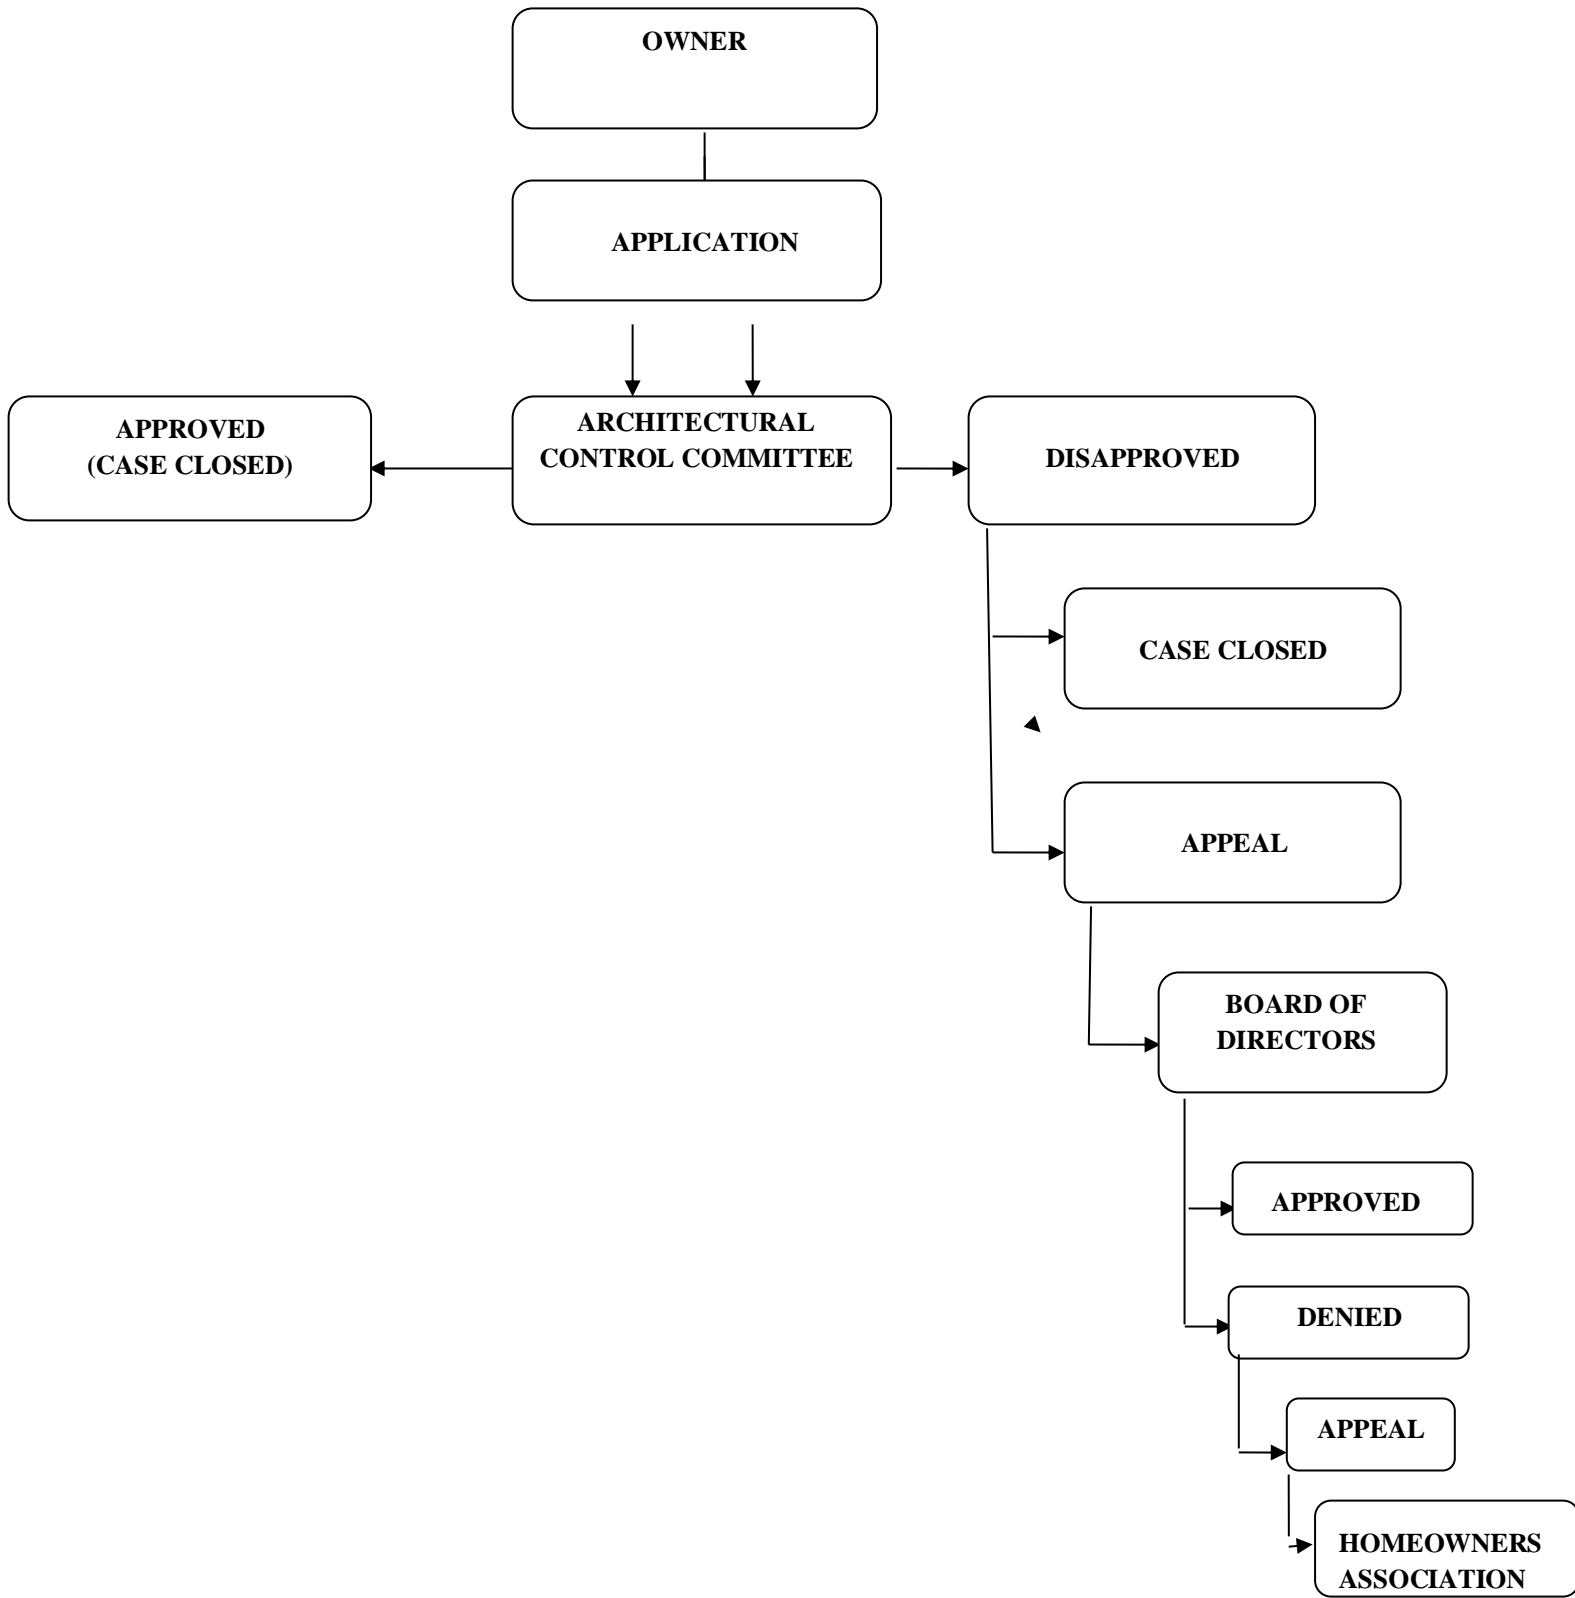 OWNER
APPLICATION
APPROVED
(CASE CLOSED)
ARCHITECTURAL
CONTROL COMMITTEE
DISAPPROVED
CASE CLOSED
APPEAL
BOARD OF
DIRECTORS
APPROVED
DENIED
APPEAL
HOMEOWNERS
ASSOCIATION